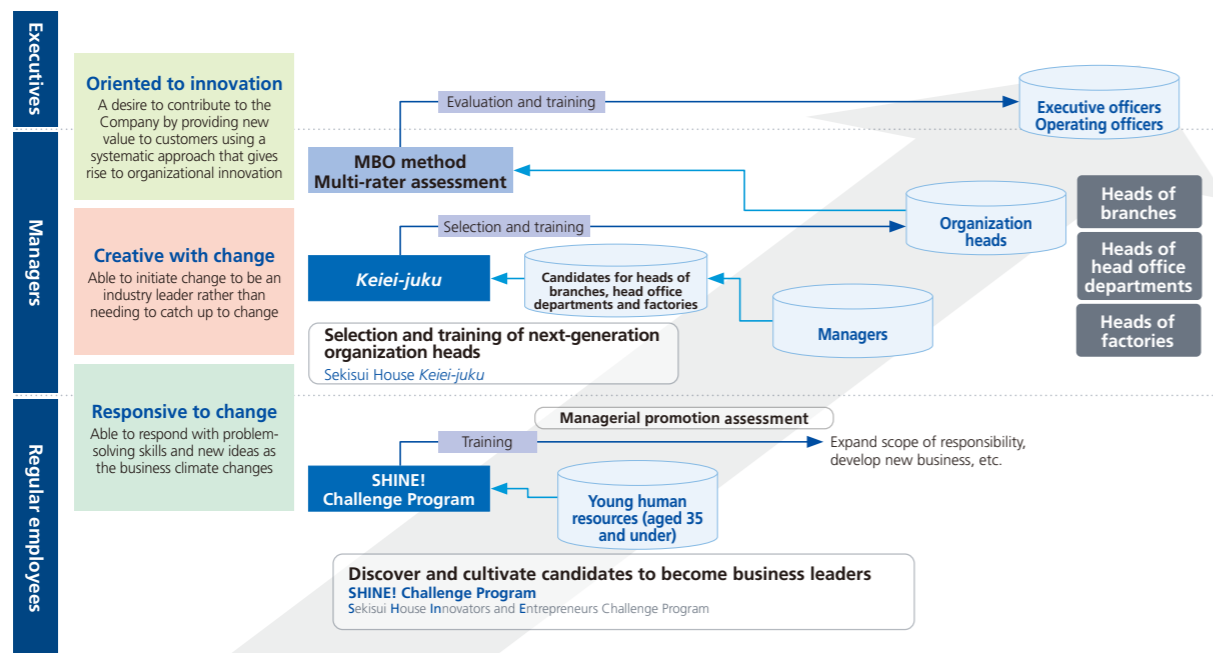 Executives
Oriented to innovation
A desire to contribute to the
Company by providing new
value to customers using a
systematic approach that gives
rise to organizational innovation
Evaluation and training
Executive officers
Operating officers
MBO method
Multi-rater assessment
Managers
Creative with change
Able to initiate change to be an
industry leader rather than
needing to catch up to change
Selection and training
Organization
heads
Heads of
branches
Heads of
head office
departments
Heads of
factories
Keiei-juku
Candidates for heads of
branches, head office
departments and factories
Managers
Selection and training of next-generation
organization heads
Sekisui House Keiei-juku
Regular employees
Responsive to change
Able to respond with problem-
solving skills and new ideas as
the business climate changes
Managerial promotion assessment
Training
Expand scope of responsibility,
develop new business, etc.
SHINE!
Challenge Program
Young human
resources (aged 35
and under)
Discover and cultivate candidates to become business leaders
SHINE! Challenge Program
Sekisui House Innovators and Entrepreneurs Challenge Program